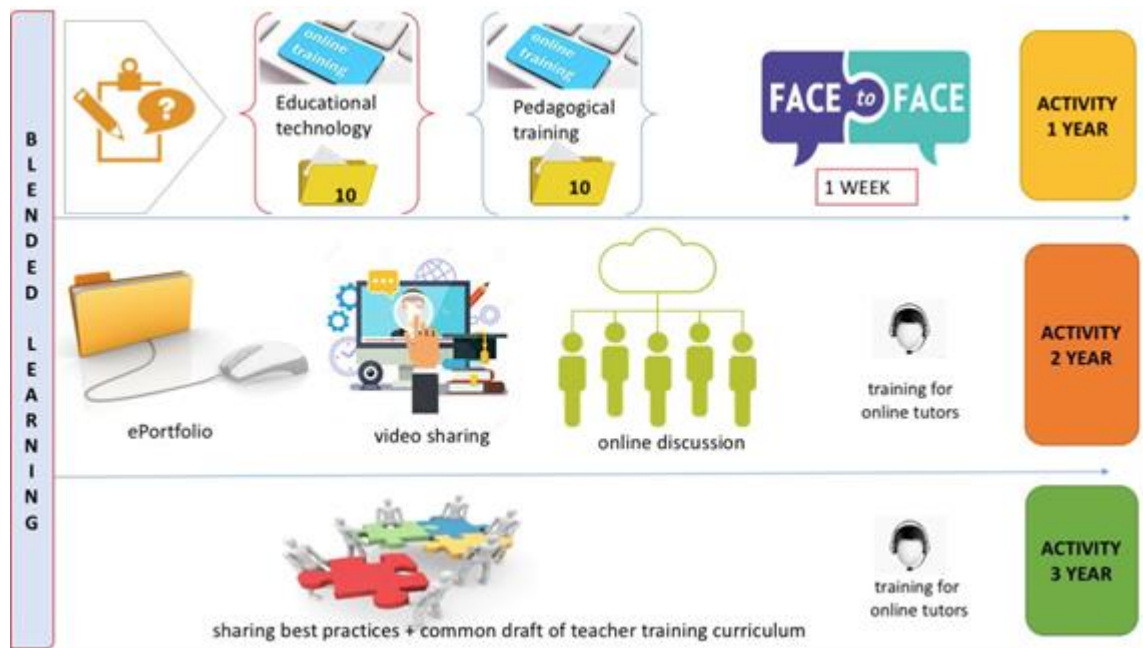 BLENDED LEARNING
online
training
Educational
technology
10
online
training
Pedagogical
training
10
FACE to FACE
1 WEEK
ACTIVITY
1 YEAR
?
ePortfolio
video sharing
online discussion
training for
online tutors
ACTIVITY
2 YEAR
sharing best practices + common draft of teacher training curriculum
training for
online tutors
ACTIVITY
3 YEAR